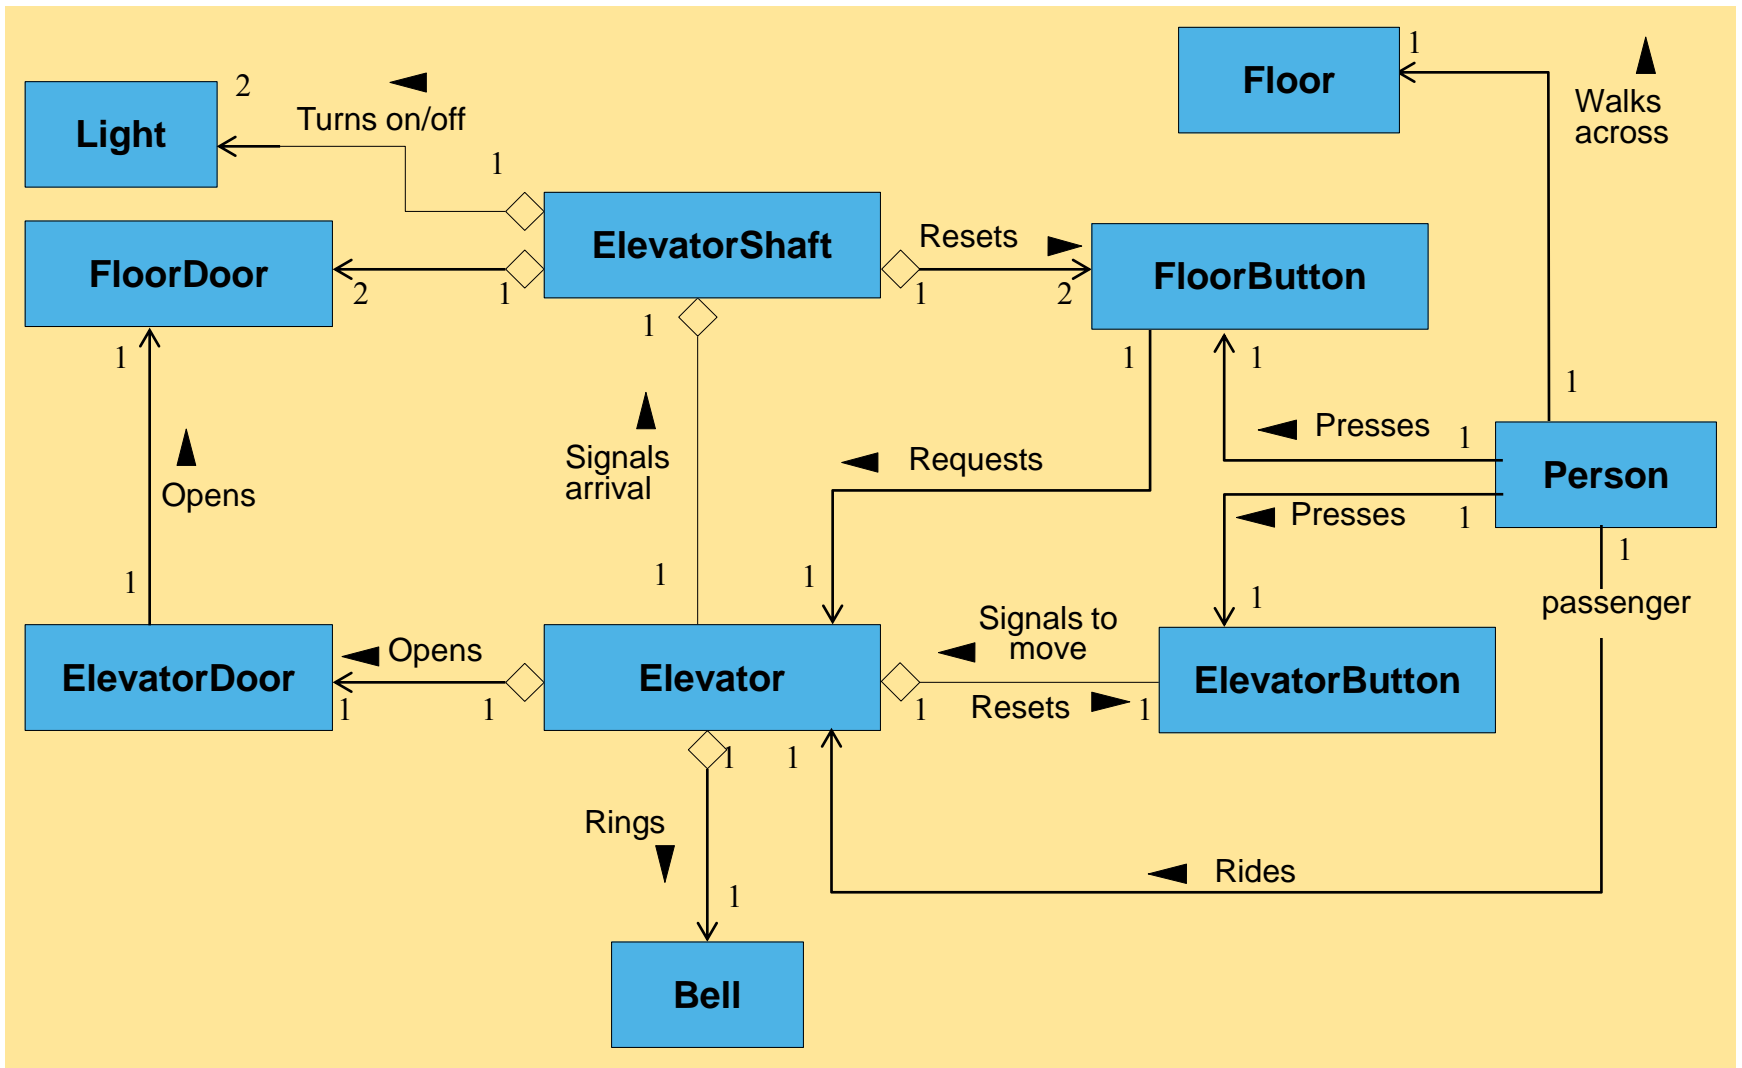 1
Floor
Walks
across
2
Light
Turns on/off
1
ElevatorShaft
Resets
FloorDoor
2
1
1
2
FloorButton
1
1
1
1
1
Presses
1
Signals
arrival
Requests
Person
Opens
Presses
1
1
1
1
1
1
passenger
Signals to
move
Opens
ElevatorDoor
Elevator
ElevatorButton
1
1
1
Resets
1
1
1
Rings
Rides
1
Bell